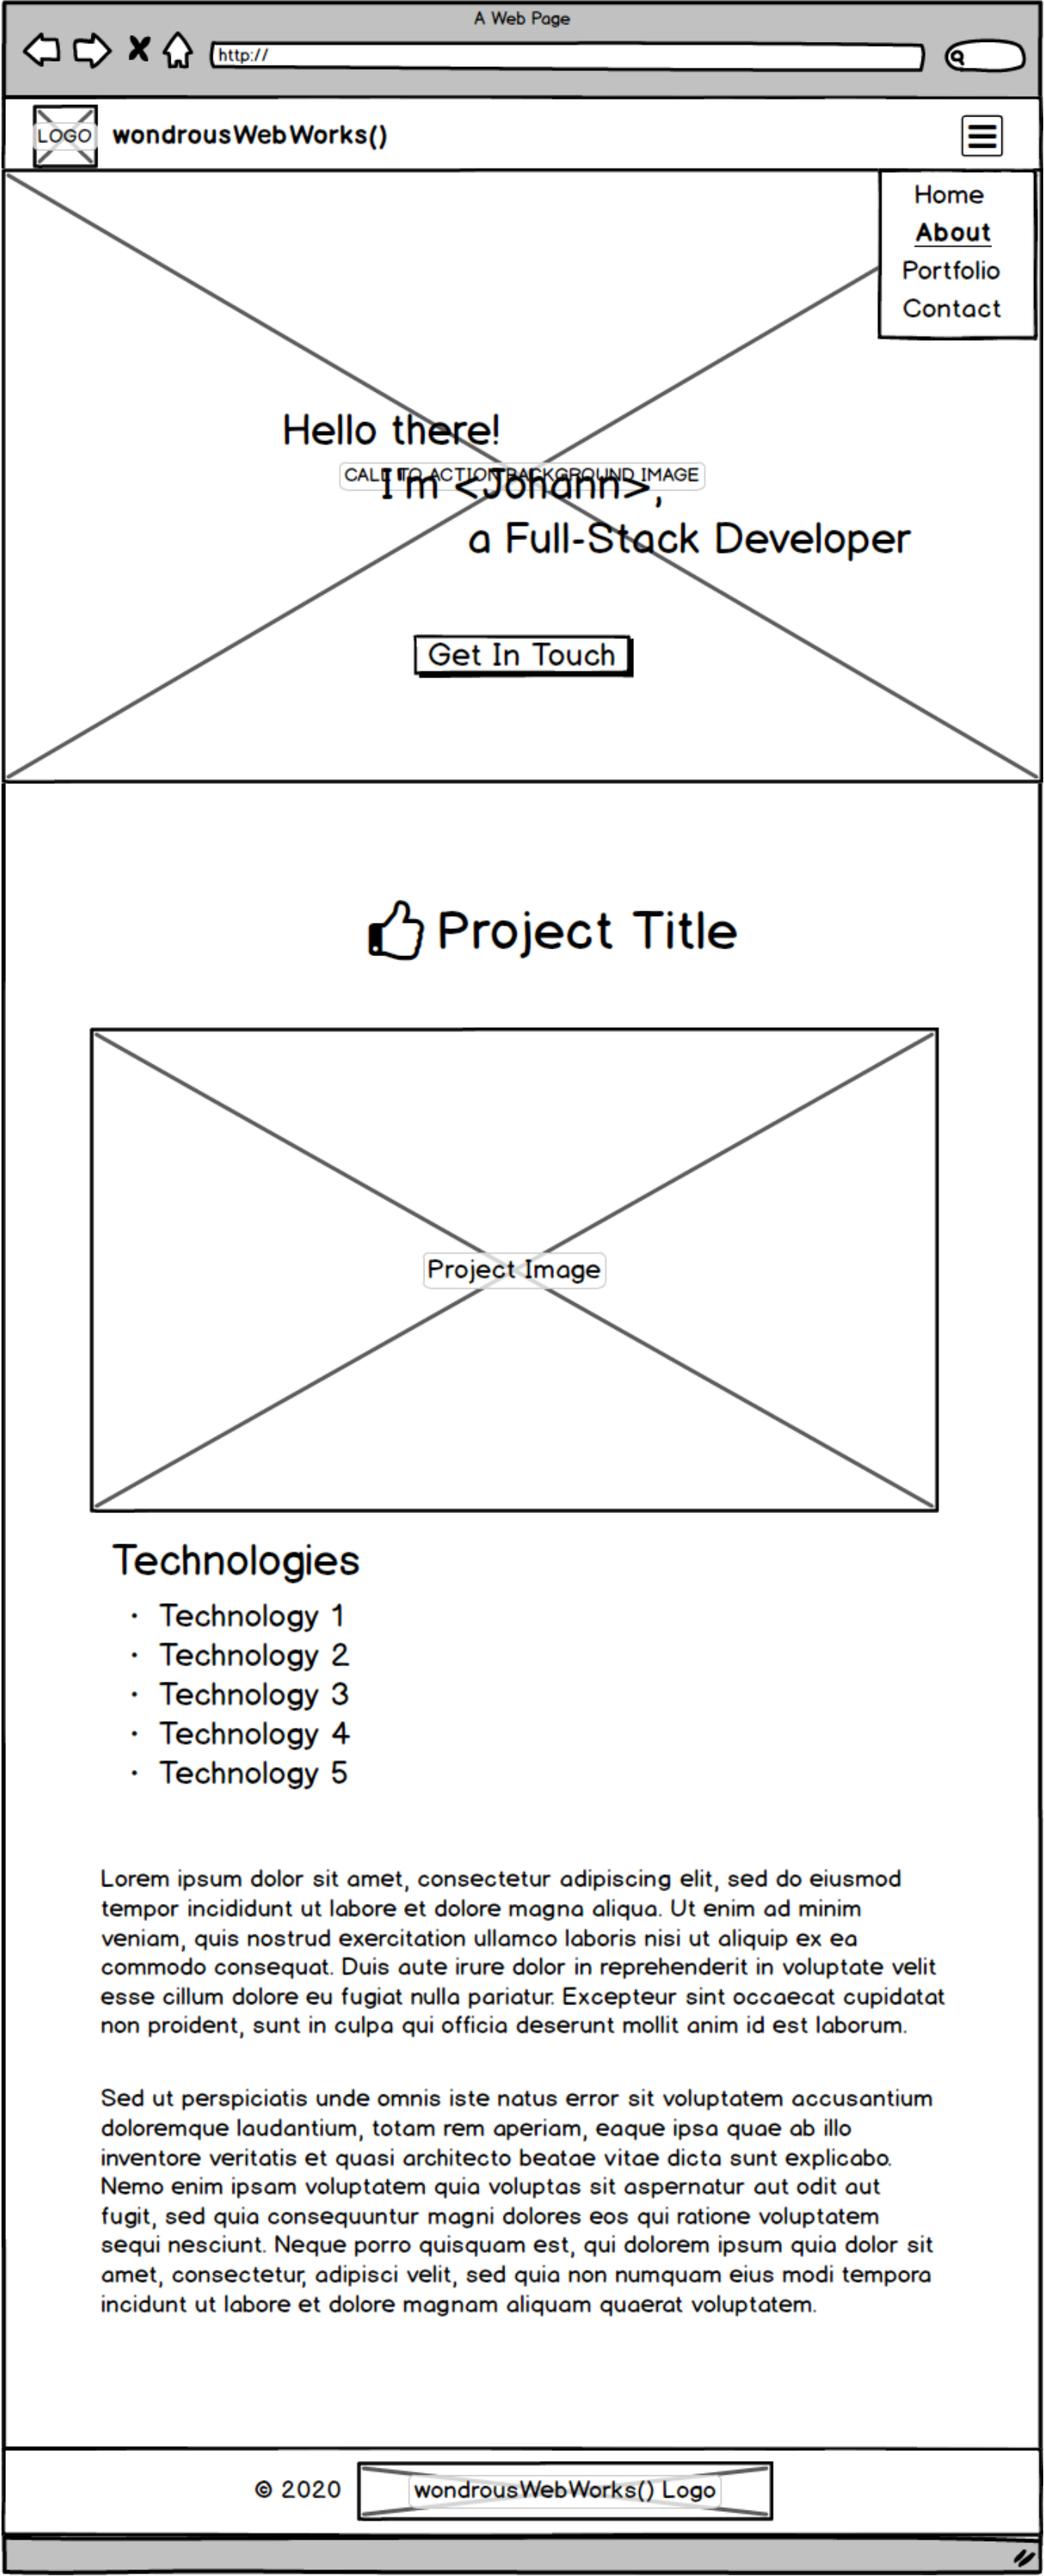 A Web Page
http://
LOGO
wondrousWebWorks()
Home
About
Portfolio
Contact
Hello there!
CALL TO ACTION BACKGROUND IMAGE
I'm <Johann>,
a Full-Stack Developer
Get In Touch
Project Title
Project Image
Technologies
· Technology 1
· Technology 2
· Technology 3
· Technology 4
· Technology 5
Lorem ipsum dolor sit amet, consectetur adipiscing elit, sed do eiusmod
tempor incididunt ut labore et dolore magna aliqua. Ut enim ad minim
veniam, quis nostrud exercitation ullamco laboris nisi ut aliquip ex ea
commodo consequat. Duis aute irure dolor in reprehenderit in voluptate velit
esse cillum dolore eu fugiat nulla pariatur. Excepteur sint occaecat cupidatat
non proident, sunt in culpa qui officia deserunt mollit anim id est laborum.
Sed ut perspiciatis unde omnis iste natus error sit voluptatem accusantium
doloremque laudantium, totam rem aperiam, eaque ipsa quae ab illo
inventore veritatis et quasi architecto beatae vitae dicta sunt explicabo.
Nemo enim ipsam voluptatem quia voluptas sit aspernatur aut odit aut
fugit, sed quia consequuntur magni dolores eos qui ratione voluptatem
sequi nesciunt. Neque porro quisquam est, qui dolorem ipsum quia dolor sit
amet, consectetur, adipisci velit, sed quia non numquam eius modi tempora
incidunt ut labore et dolore magnam aliquam quaerat voluptatem.
© 2020
wondrousWebWorks() Logo